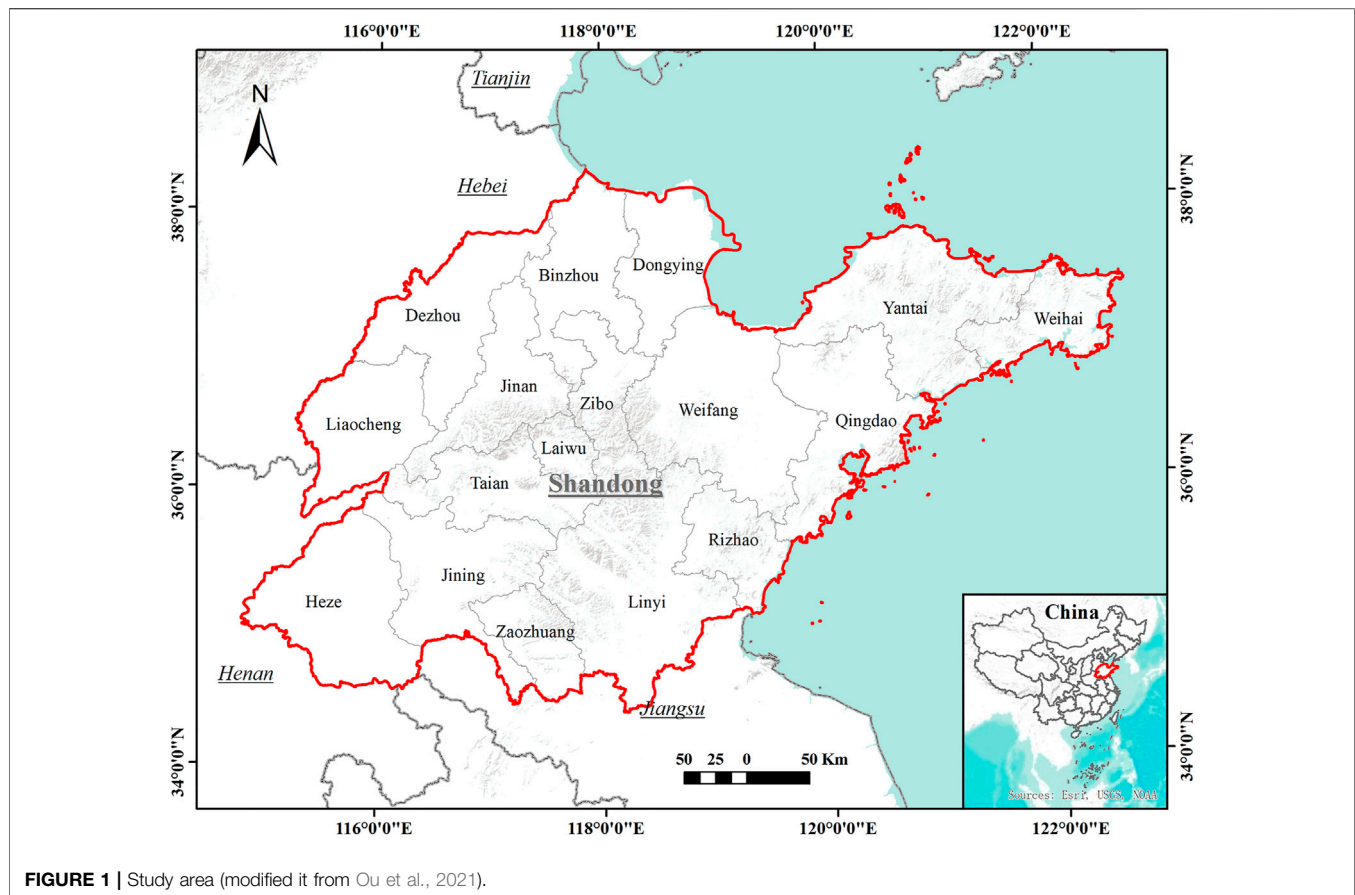 116°0'0"E 118°0'0"E 120°0'0"E 122°0'0"E
Tianjin
N
Hebei
38°0'0"N
38°0'0"N
Binzhou
Dongying
Dezhou
Yantai
Weihai
Jinan
Zibo
Weifang
Liaocheng
Qingdao
Laiwu
Taian
Shandong
36°0'0"N
36°0'0"N
Rizhao
Jining
Heze
Linyi
Zaozhuang
China
Henan
Jiangsu
34°0'0"N
34°0'0"N
50 25 0 50 Km
Sources: Esri, USGS, NOAA
116°0'0"E 118°0'0"E 120°0'0"E 122°0'0"E
FIGURE 1 | Study area (modified it from Ou et al., 2021).